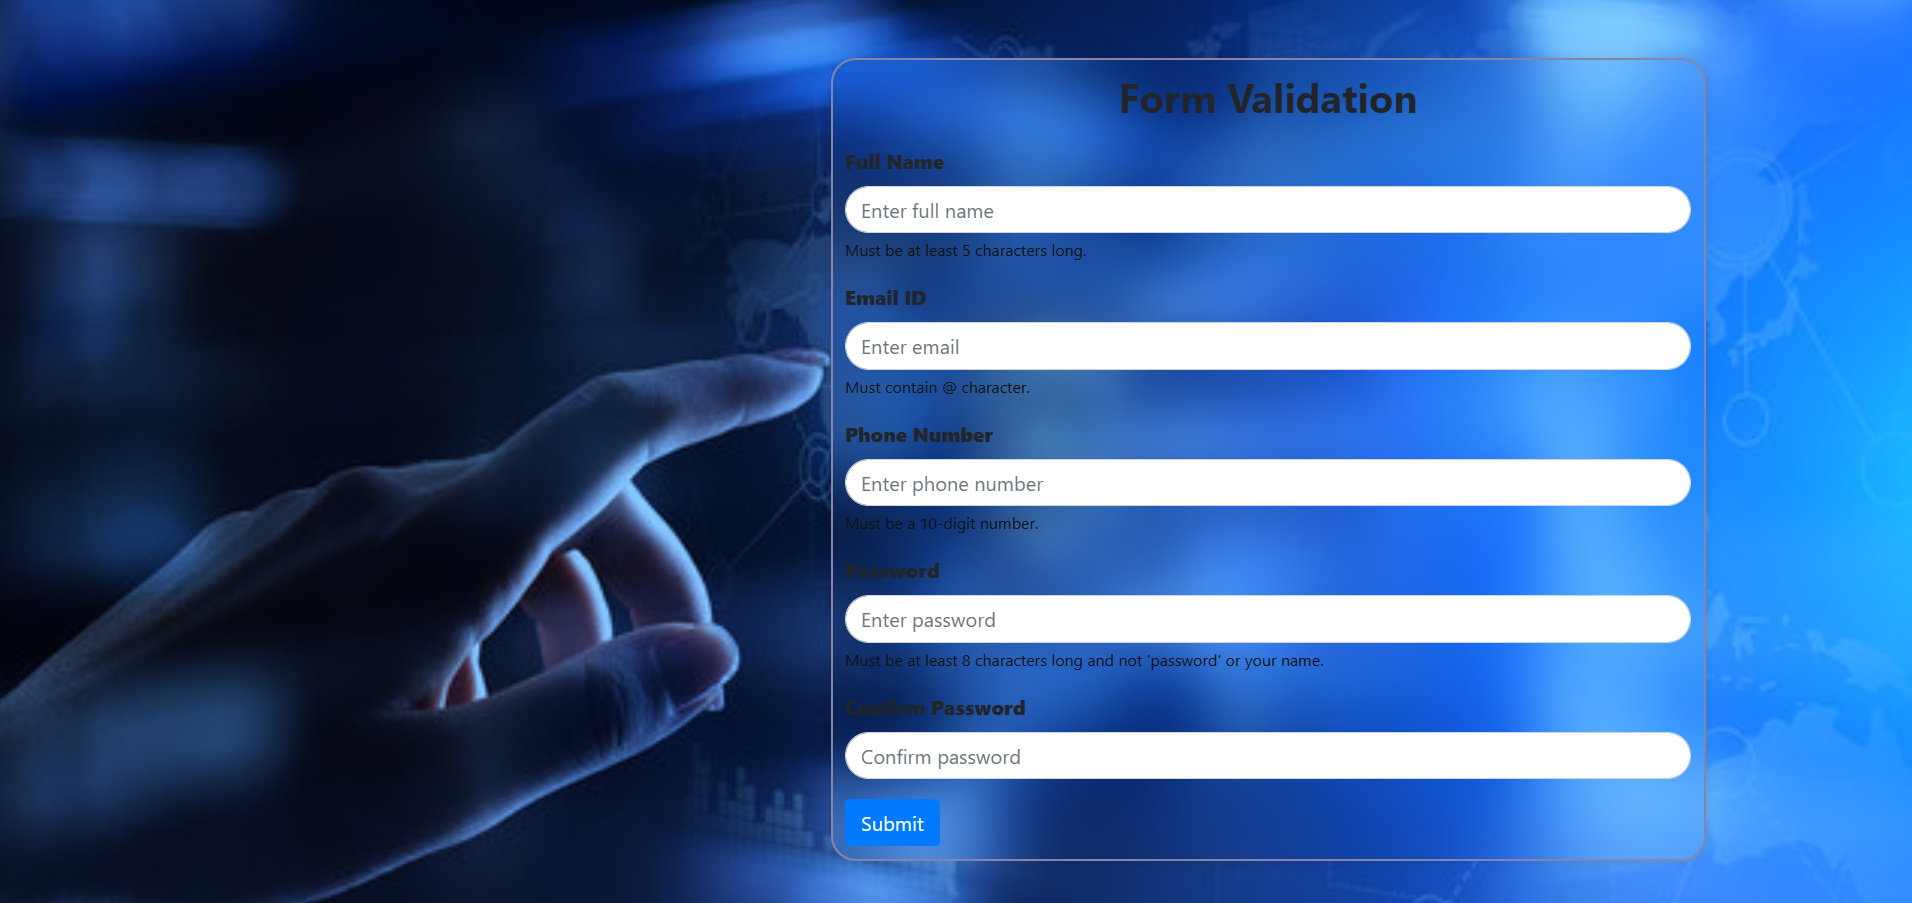 Form Validation
Full Name
Enter full name
Must be at least 5 characters long.
Email ID
Enter email
Must contain @ character.
Phone Number
Enter phone number
Must be a 10-digit number.
Password
Enter password
Must be at least 8 characters long and not 'password' or your name.
Confirm Password
Confirm password
Submit